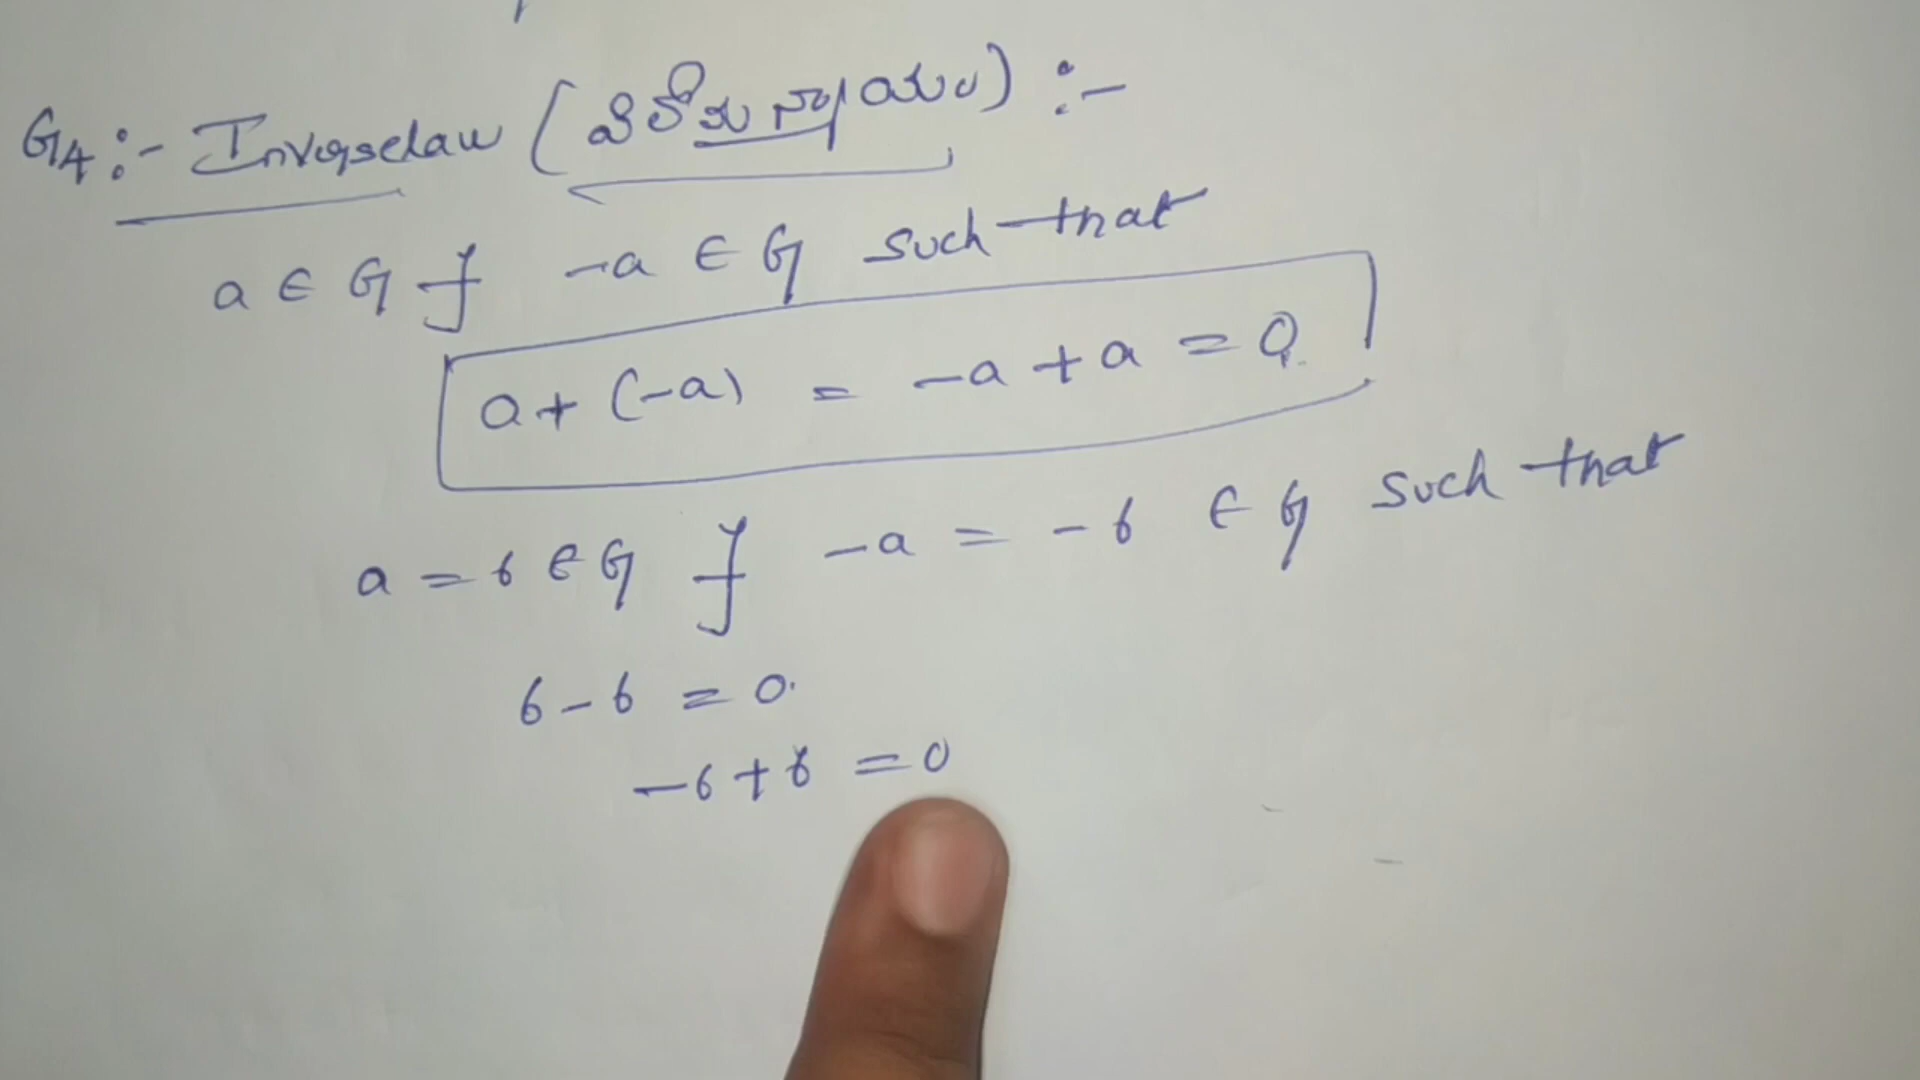 G4:- Inverselaw (విలోమ న్యాయం) :-
a ∈ G ∃ -a ∈ G such that
a + (-a) = -a + a = 0.
a = 6 ∈ G ∃ -a = -6 ∈ G such that
6 - 6 = 0.
-6 + 6 = 0